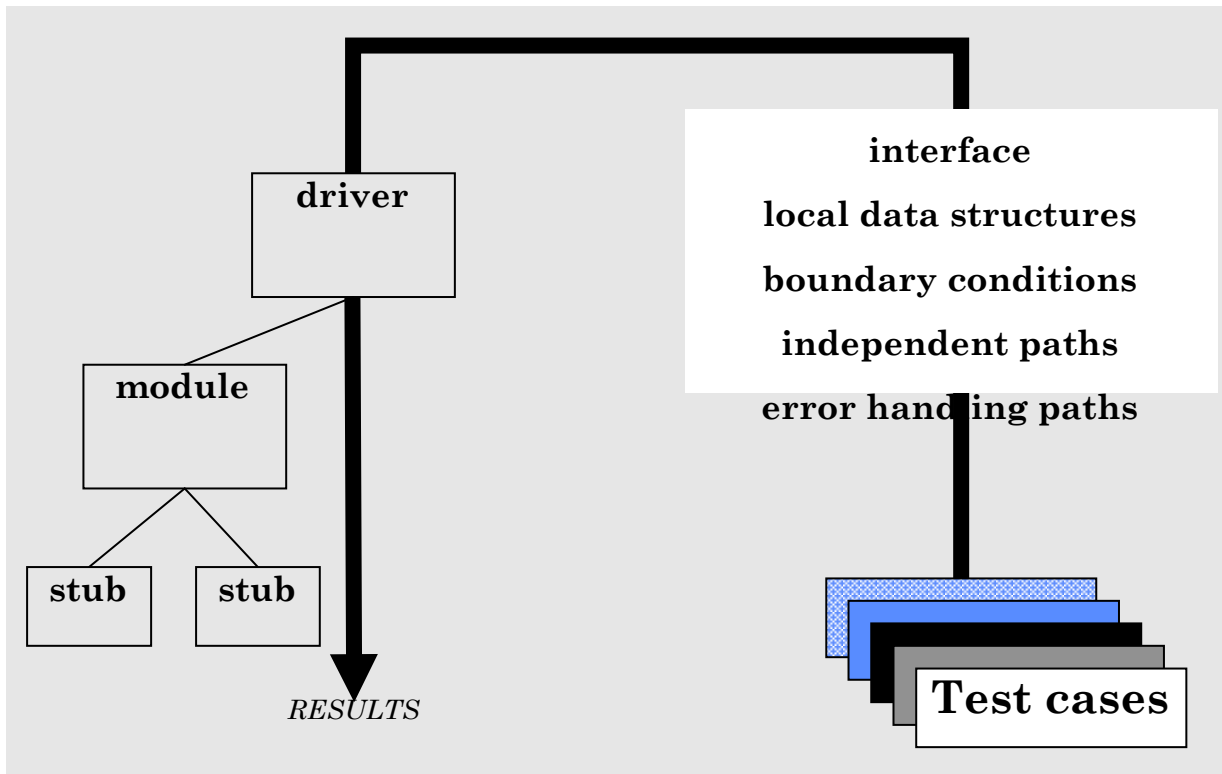 driver
module
stub
stub
RESULTS
interface
local data structures
boundary conditions
independent paths
error handling paths
Test cases